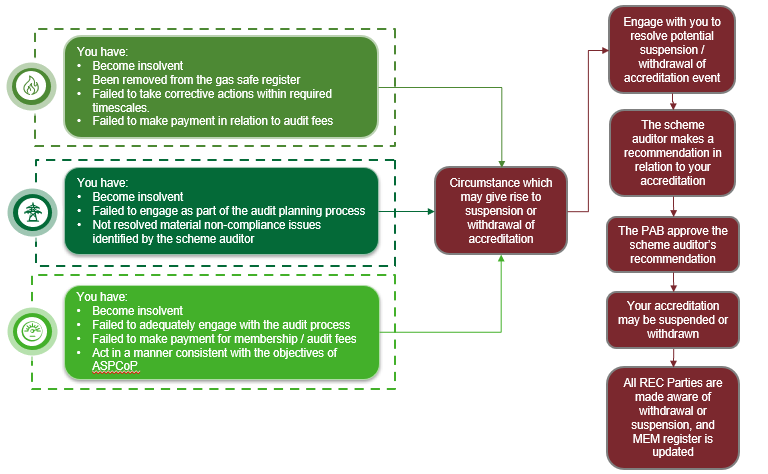 You have:
• Become insolvent
• Been removed from the gas safe register
• Failed to take corrective actions within required
timescales.
• Failed to make payment in relation to audit fees
You have:
• Become insolvent
• Failed to engage as part of the audit planning process
• Not resolved material non-compliance issues
identified by the scheme auditor
You have:
• Become insolvent
• Failed to adequately engage with the audit process
• Failed to make payment for membership / audit fees
• Act in a manner consistent with the objectives of
ASPCoP
Circumstance which
may give rise to
suspension or
withdrawal of
accreditation
Engage with you to
resolve potential
suspension /
withdrawal of
accreditation event
The scheme
auditor makes a
recommendation in
relation to your
accreditation
The PAB approve the
scheme auditor's
recommendation
Your accreditation
may be suspended or
withdrawn
All REC Parties are
made aware of
withdrawal or
suspension, and
MEM register is
updated